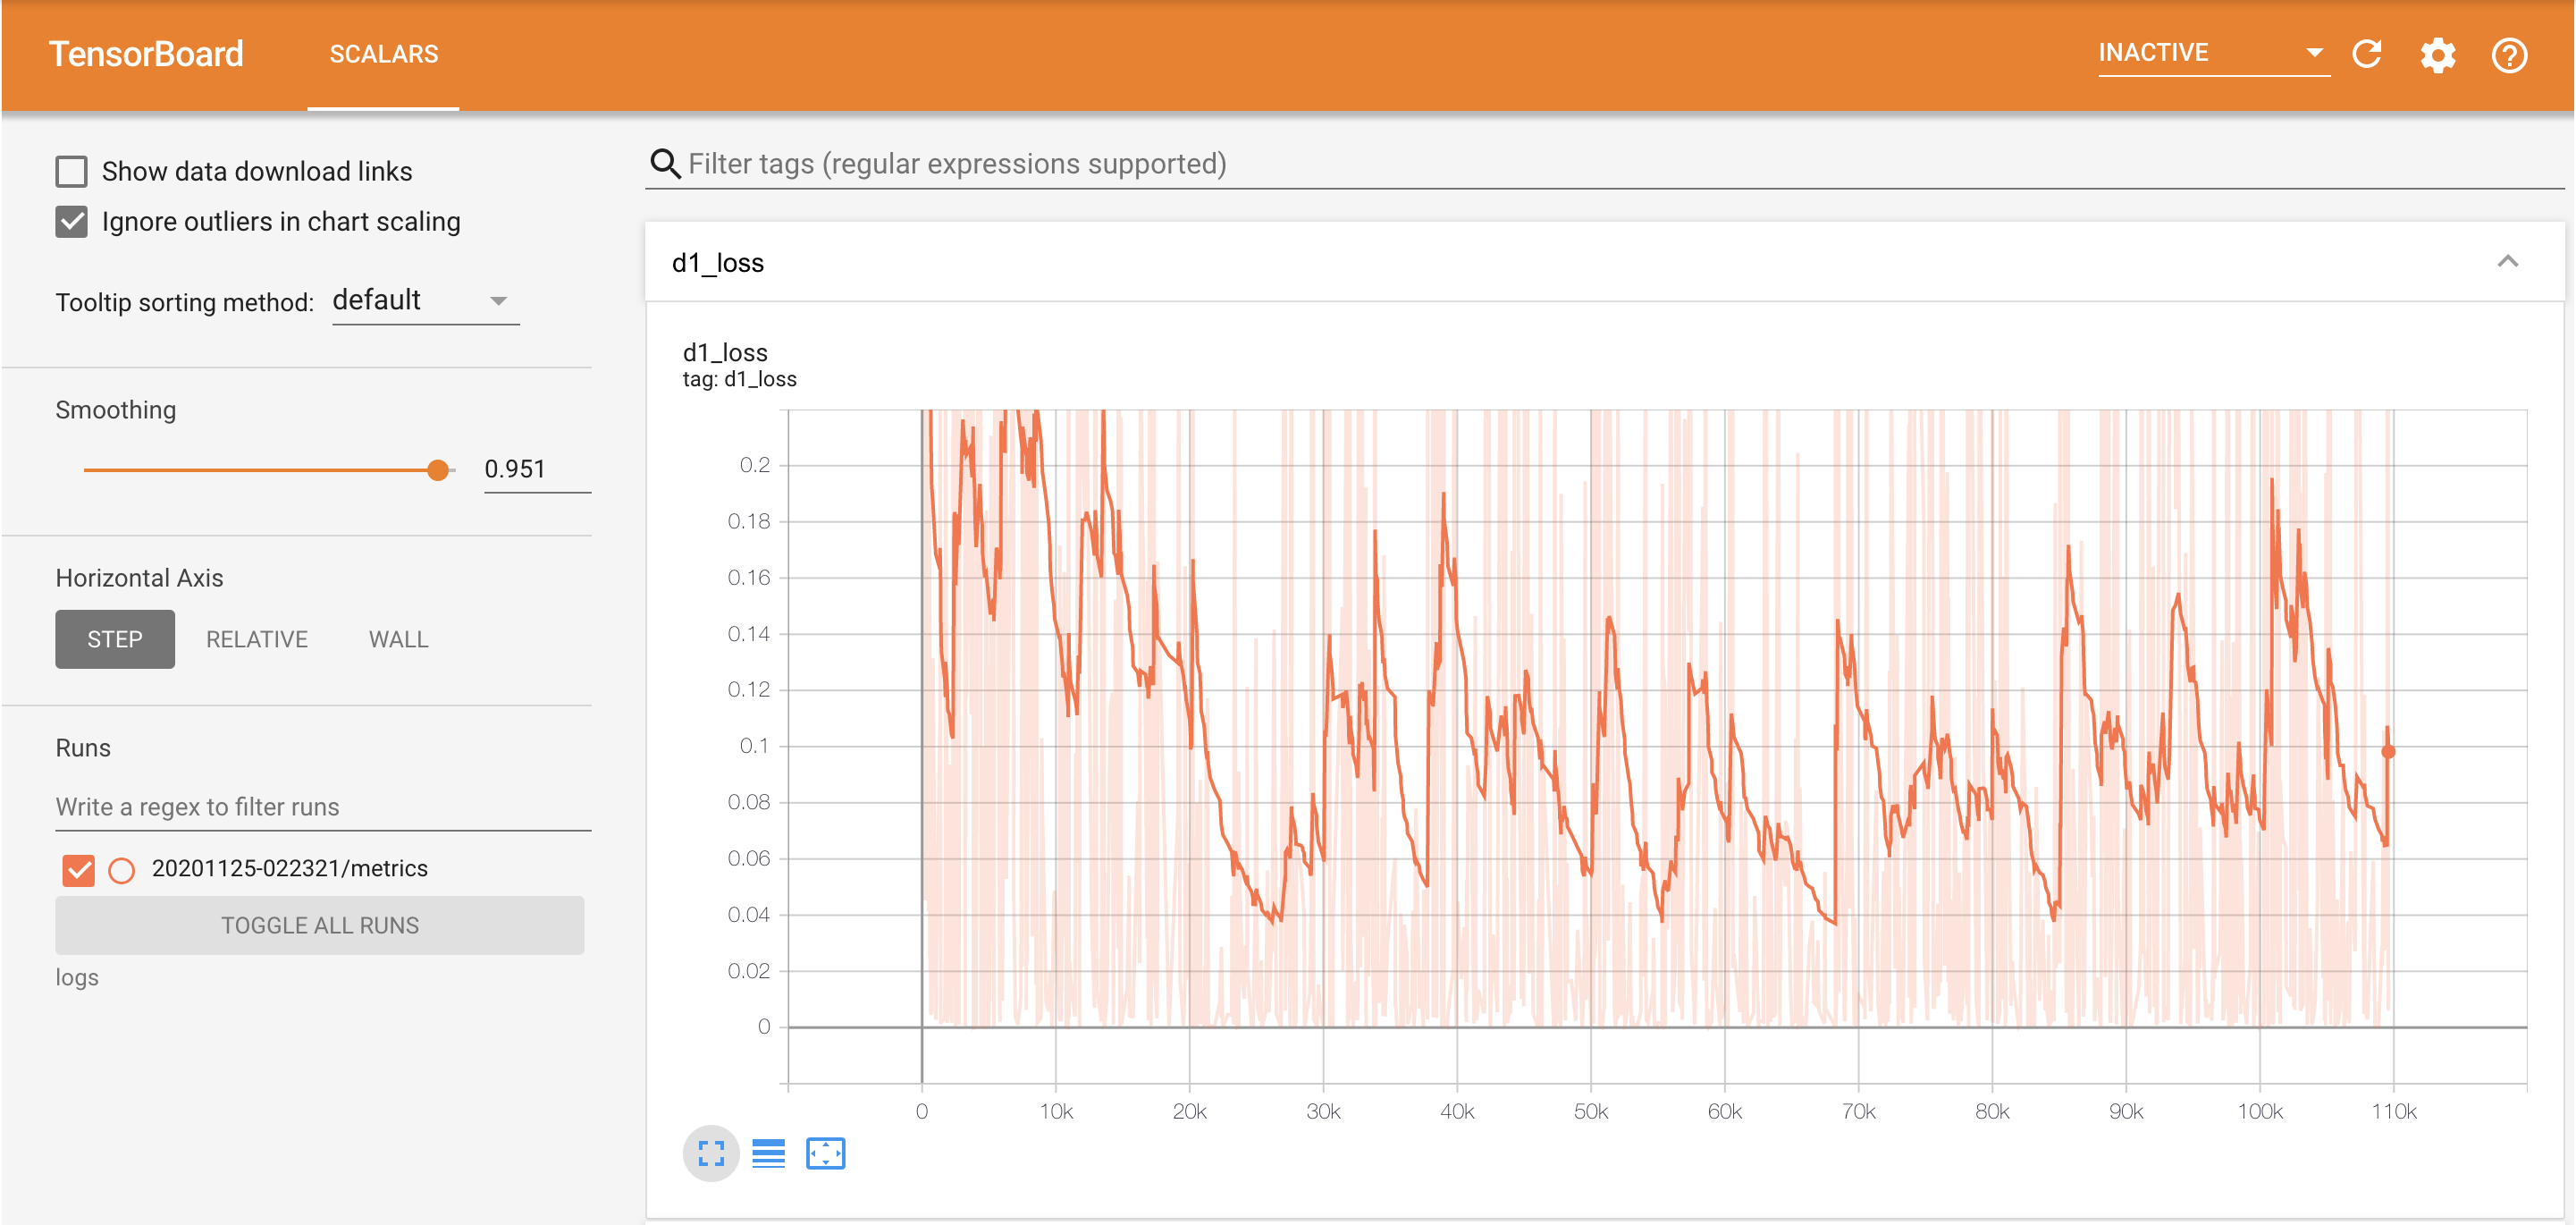 TensorBoard
SCALARS
INACTIVE
Show data download links
Ignore outliers in chart scaling
Tooltip sorting method: default
Smoothing
0.951
Horizontal Axis
STEP RELATIVE WALL
Runs
Write a regex to filter runs
20201125-022321/metrics
TOGGLE ALL RUNS
logs
Filter tags (regular expressions supported)
d1_loss
d1_loss
tag: d1_loss
0.2
0.18
0.16
0.14
0.12
0.1
0.08
0.06
0.04
0.02
0
0 10k 20k 30k 40k 50k 60k 70k 80k 90k 100k 110k